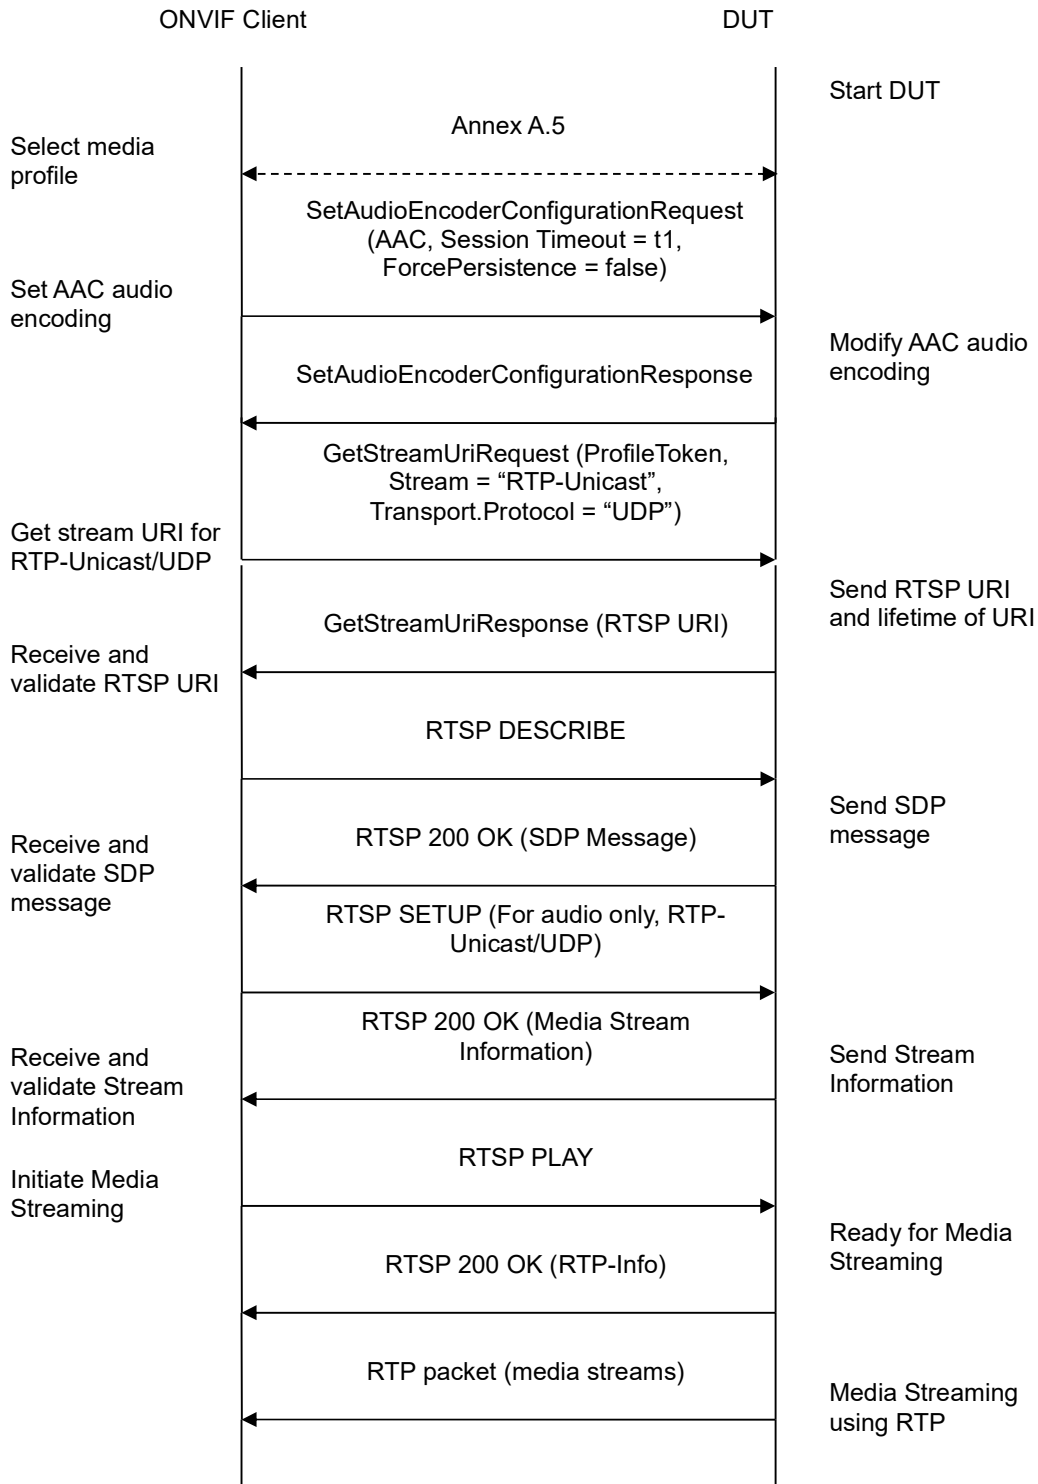 ONVIF Client
DUT
Start DUT
Annex A.5
Select media
profile
SetAudioEncoderConfigurationRequest
(AAC, Session Timeout = t1,
ForcePersistence = false)
Set AAC audio
encoding
Modify AAC audio
encoding
SetAudioEncoderConfigurationResponse
GetStreamUriRequest (ProfileToken,
Stream = “RTP-Unicast”,
Transport.Protocol = “UDP”)
Get stream URI for
RTP-Unicast/UDP
Send RTSP URI
and lifetime of URI
GetStreamUriResponse (RTSP URI)
Receive and
validate RTSP URI
RTSP DESCRIBE
Send SDP
message
RTSP 200 OK (SDP Message)
Receive and
validate SDP
message
RTSP SETUP (For audio only, RTP-
Unicast/UDP)
RTSP 200 OK (Media Stream
Information)
Receive and
validate Stream
Information
Send Stream
Information
RTSP PLAY
Initiate Media
Streaming
Ready for Media
Streaming
RTSP 200 OK (RTP-Info)
RTP packet (media streams)
Media Streaming
using RTP